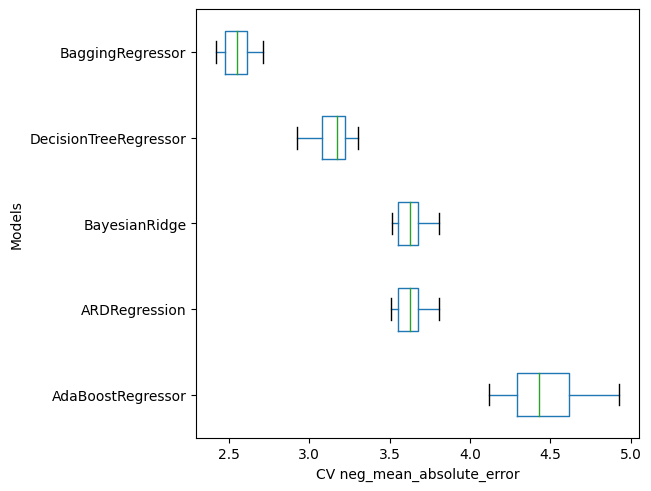 BaggingRegressor
DecisionTreeRegressor
BayesianRidge
ARDRegression
AdaBoostRegressor
Models
2.5 3.0 3.5 4.0 4.5 5.0
CV neg_mean_absolute_error